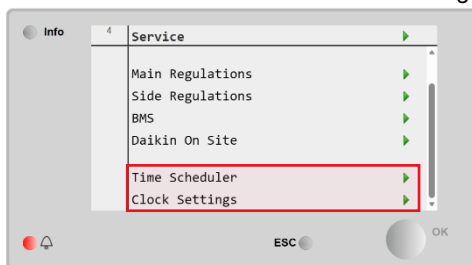 Info
4 Service
Main Regulations
Side Regulations
BMS
Daikin On Site
Time Scheduler
Clock Settings
ESC
OK